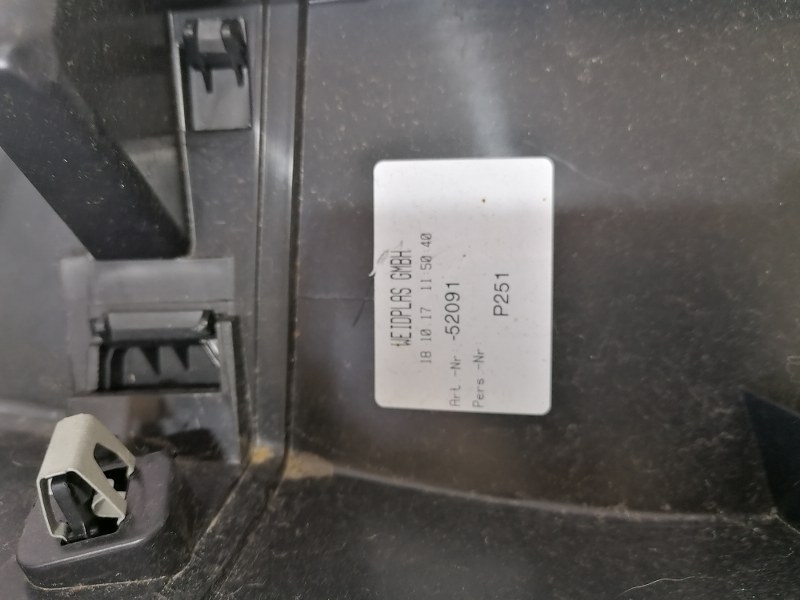 WEIDPLAS GMBH
18 10 17 11 50 40
Art.-Nr.: -52091
Pers.-Nr: P251